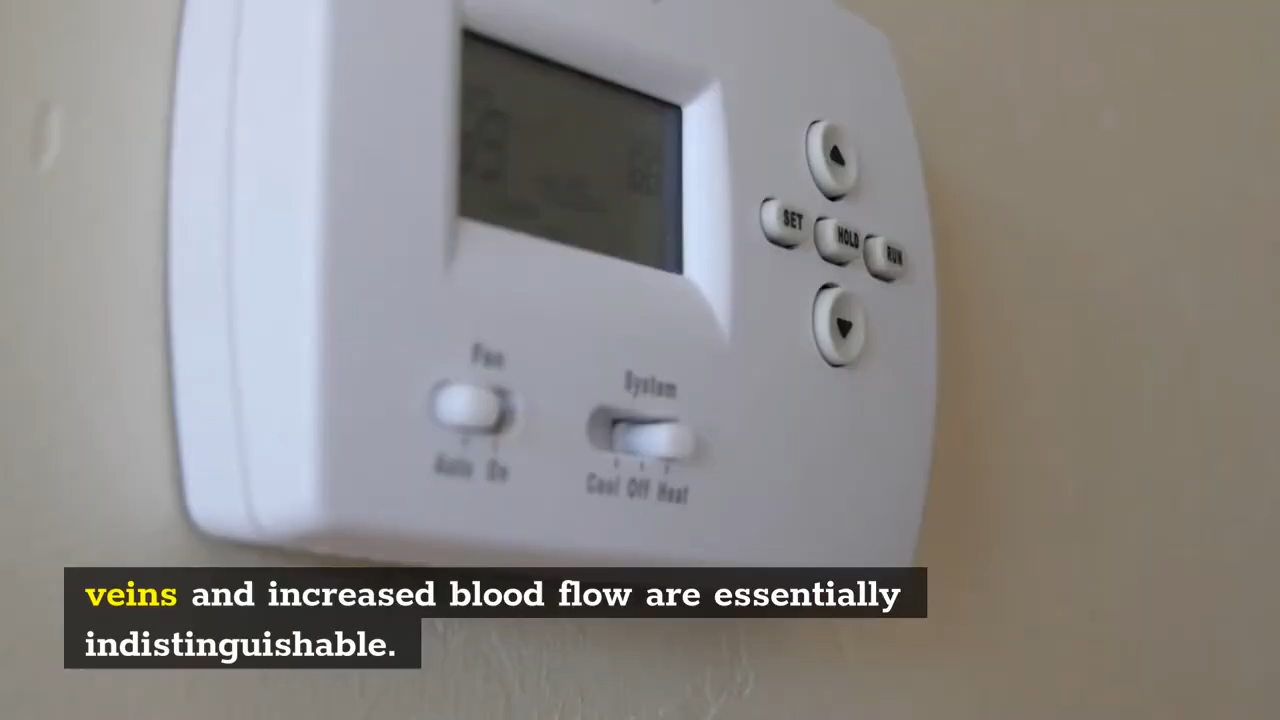 SET
HOLD
RUN
Fan
System
Auto On
Cool Off Heat
veins and increased blood flow are essentially
indistinguishable.